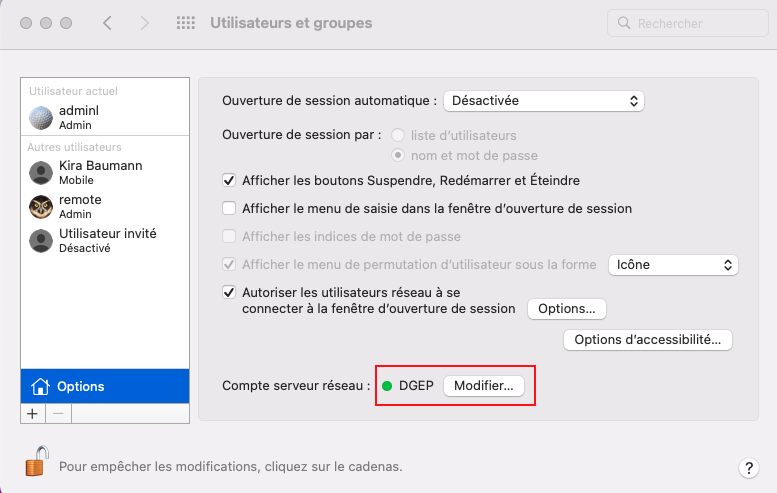 Utilisateurs et groupes
Rechercher
Utilisateur actuel
adminl
Admin
Autres utilisateurs
Kira Baumann
Mobile
remote
Admin
Utilisateur invité
Désactivé
Options
+ −
Ouverture de session automatique : Désactivée
Ouverture de session par : liste d’utilisateurs
nom et mot de passe
Afficher les boutons Suspendre, Redémarrer et Éteindre
Afficher le menu de saisie dans la fenêtre d’ouverture de session
Afficher les indices de mot de passe
Afficher le menu de permutation d’utilisateur sous la forme Icône
Autoriser les utilisateurs réseau à se
connecter à la fenêtre d’ouverture de session Options...
Options d’accessibilité...
Compte serveur réseau : DGEP Modifier...
Pour empêcher les modifications, cliquez sur le cadenas.
?